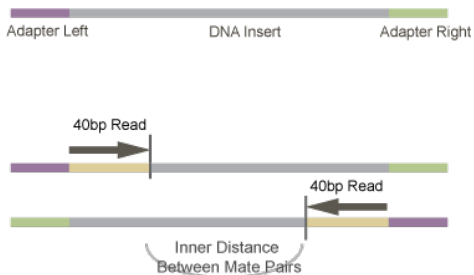 Adapter Left
DNA Insert
Adapter Right
40bp Read
40bp Read
Inner Distance
Between Mate Pairs